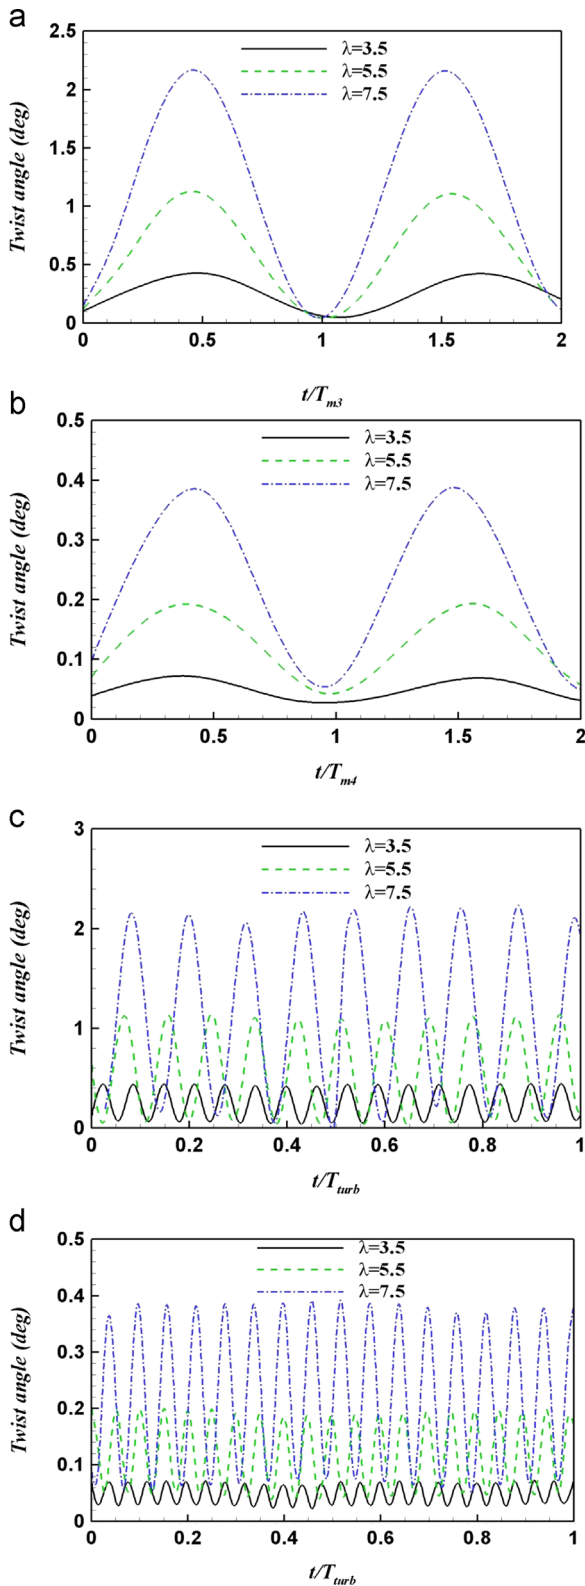 a
2.5
λ=3.5
λ=5.5
λ=7.5
2
1.5
1
0.5
0
Twist angle (deg)
0 0.5 1 1.5 2
t/Tm3
b
0.5
λ=3.5
λ=5.5
λ=7.5
0.4
0.3
0.2
0.1
0
Twist angle (deg)
0 0.5 1 1.5 2
t/Tm4
c
3
λ=3.5
λ=5.5
λ=7.5
2
1
0
Twist angle (deg)
0 0.2 0.4 0.6 0.8 1
t/Tturb
d
0.5
λ=3.5
λ=5.5
λ=7.5
0.4
0.3
0.2
0.1
0
Twist angle (deg)
0 0.2 0.4 0.6 0.8 1
t/Tturb